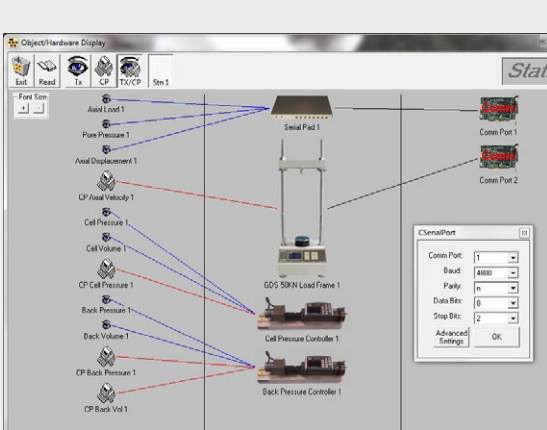 Object/Hardware Display
Exit
Read
Tx
CP
TX/CP
Stn 1
Font Size
+
-
Axial Load 1
Pore Pressure 1
Axial Displacement 1
CP Axial Velocity 1
Cell Pressure 1
Cell Volume 1
CP Cell Pressure 1
Back Pressure 1
Back Volume 1
CP Back Pressure 1
CP Back Vol 1
Serial Pad 1
GDS 50KN Load Frame 1
Cell Pressure Controller 1
Back Pressure Controller 1
Comm
Comm Port 1
Comm
Comm Port 2
CSerialPort
Comm Port: 1
Baud: 4800
Parity: n
Data Bits: 8
Stop Bits: 2
Advanced
Settings
OK